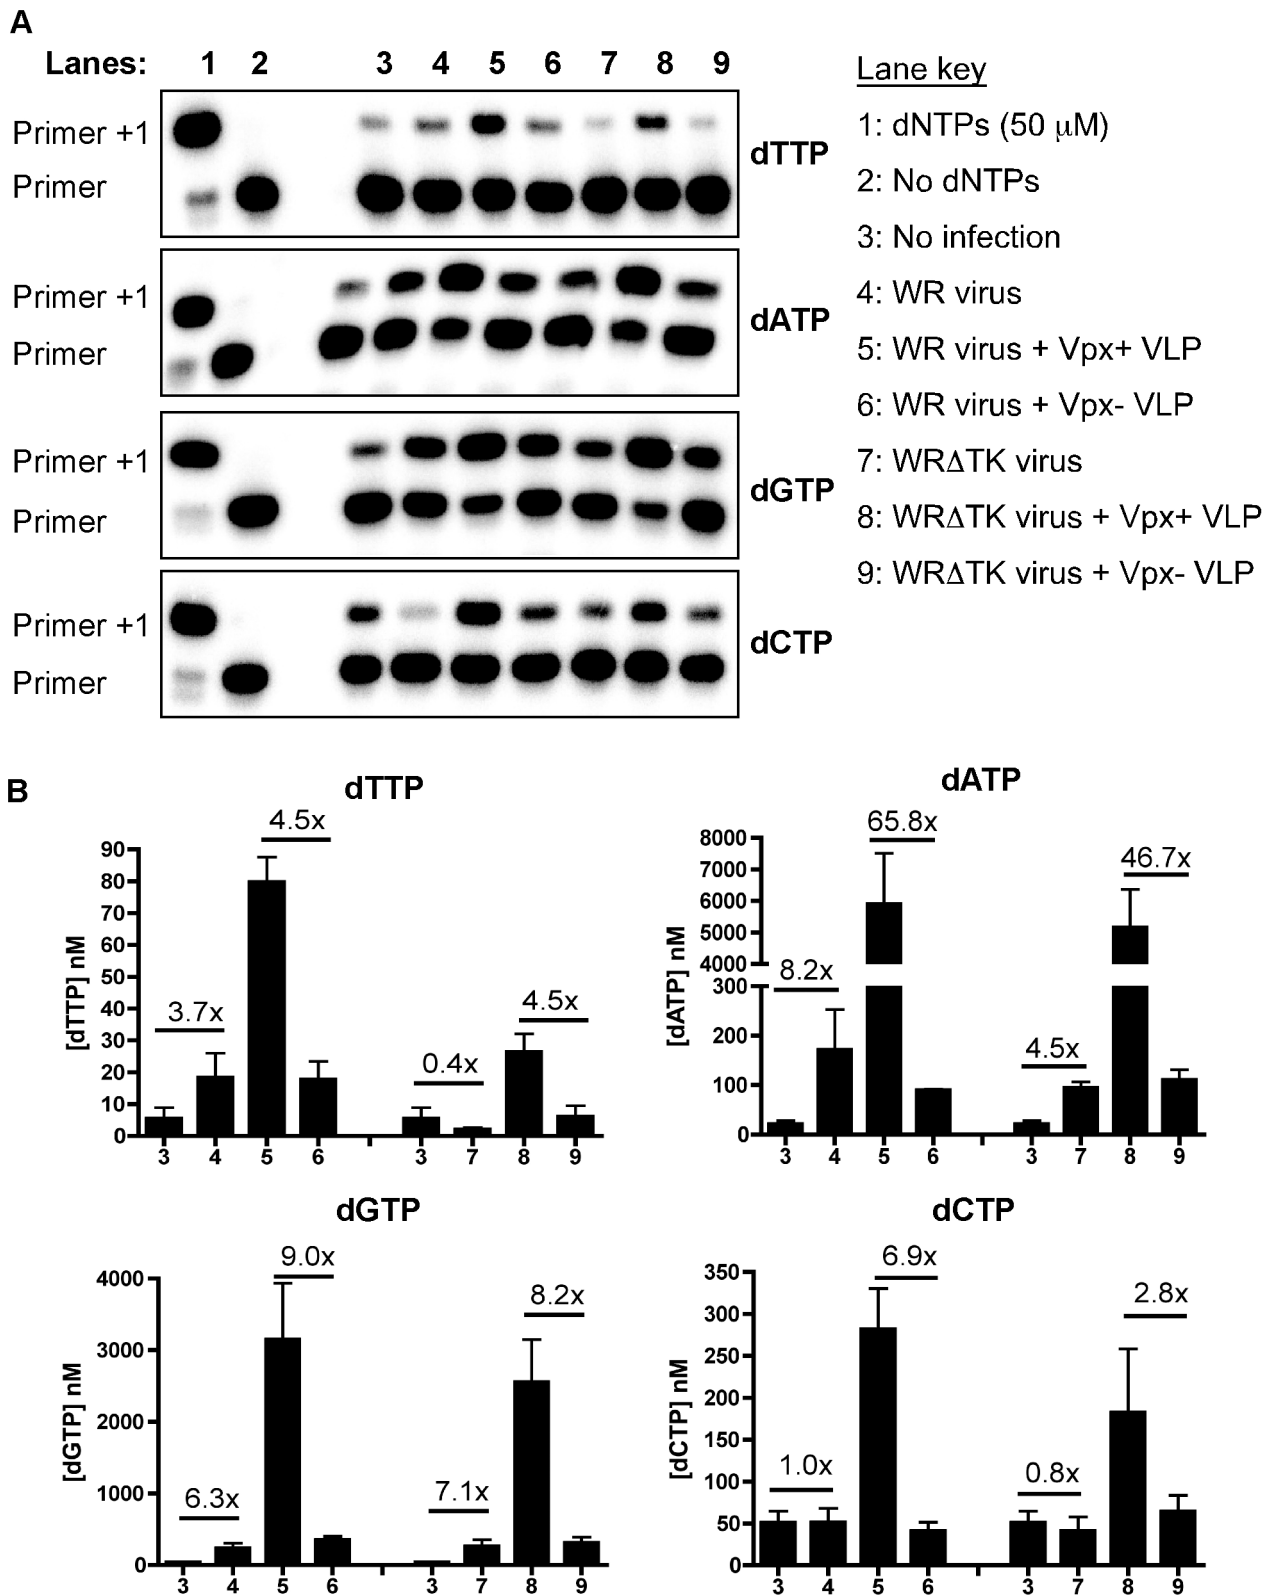 A
Lanes: 1 2 3 4 5 6 7 8 9
Primer +1
Primer
dTTP
Primer +1
Primer
dATP
Primer +1
Primer
dGTP
Primer +1
Primer
dCTP
Lane key
1: dNTPs (50 μM)
2: No dNTPs
3: No infection
4: WR virus
5: WR virus + Vpx+ VLP
6: WR virus + Vpx- VLP
7: WRΔTK virus
8: WRΔTK virus + Vpx+ VLP
9: WRΔTK virus + Vpx- VLP
B
dTTP
[dTTP] nM
90
80
70
60
50
40
30
20
10
0
3.7x
4.5x
0.4x
4.5x
3 4 5 6 3 7 8 9
dATP
[dATP] nM
8000
7000
6000
5000
4000
300
200
100
0
8.2x
65.8x
4.5x
46.7x
3 4 5 6 3 7 8 9
dGTP
[dGTP] nM
4000
3000
2000
1000
0
6.3x
9.0x
7.1x
8.2x
3 4 5 6 3 7 8 9
dCTP
[dCTP] nM
350
300
250
200
150
100
50
0
1.0x
6.9x
0.8x
2.8x
3 4 5 6 3 7 8 9